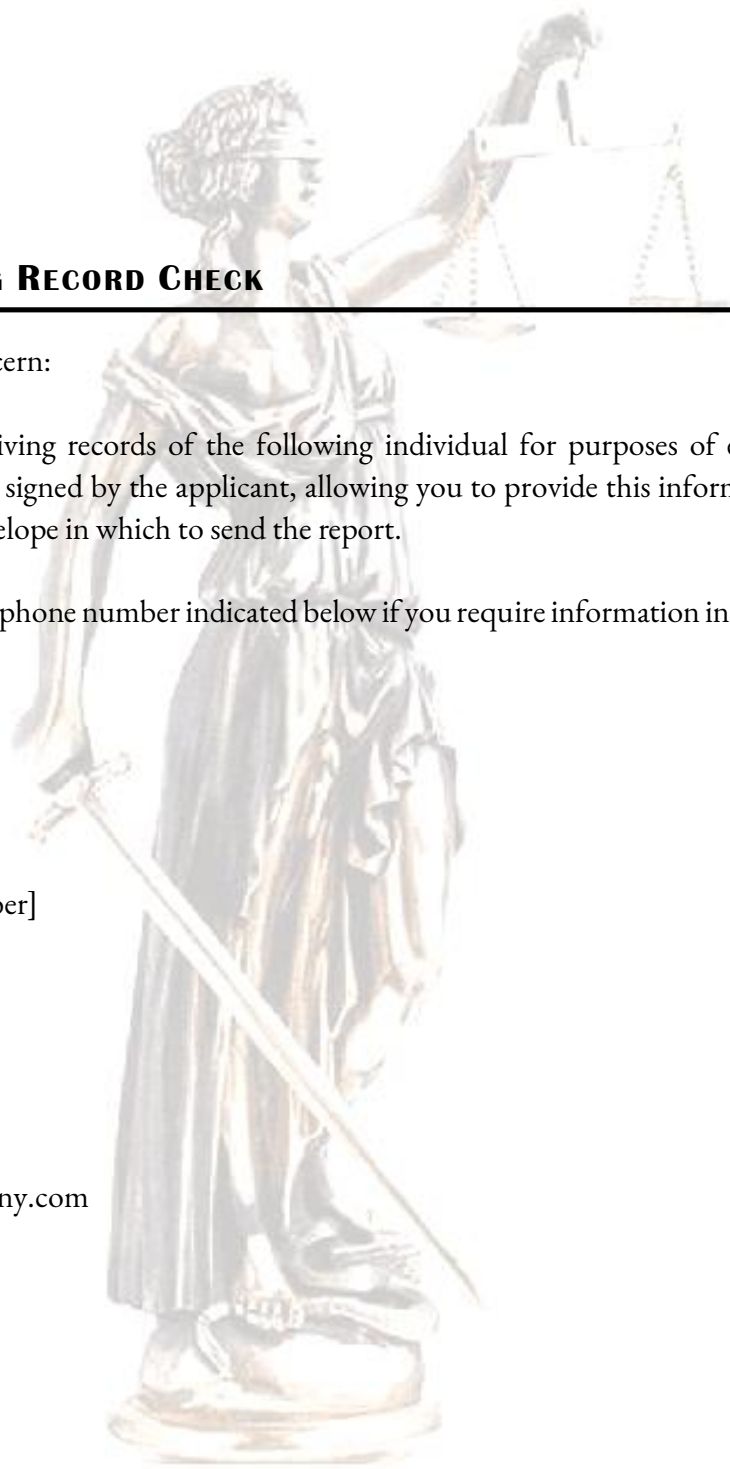 RECORD CHECK
cern:
iving records of the following individual for purposes of
signed by the applicant, allowing you to provide this inform
elope in which to send the report.
phone number indicated below if you require information in
ber]
ny.com